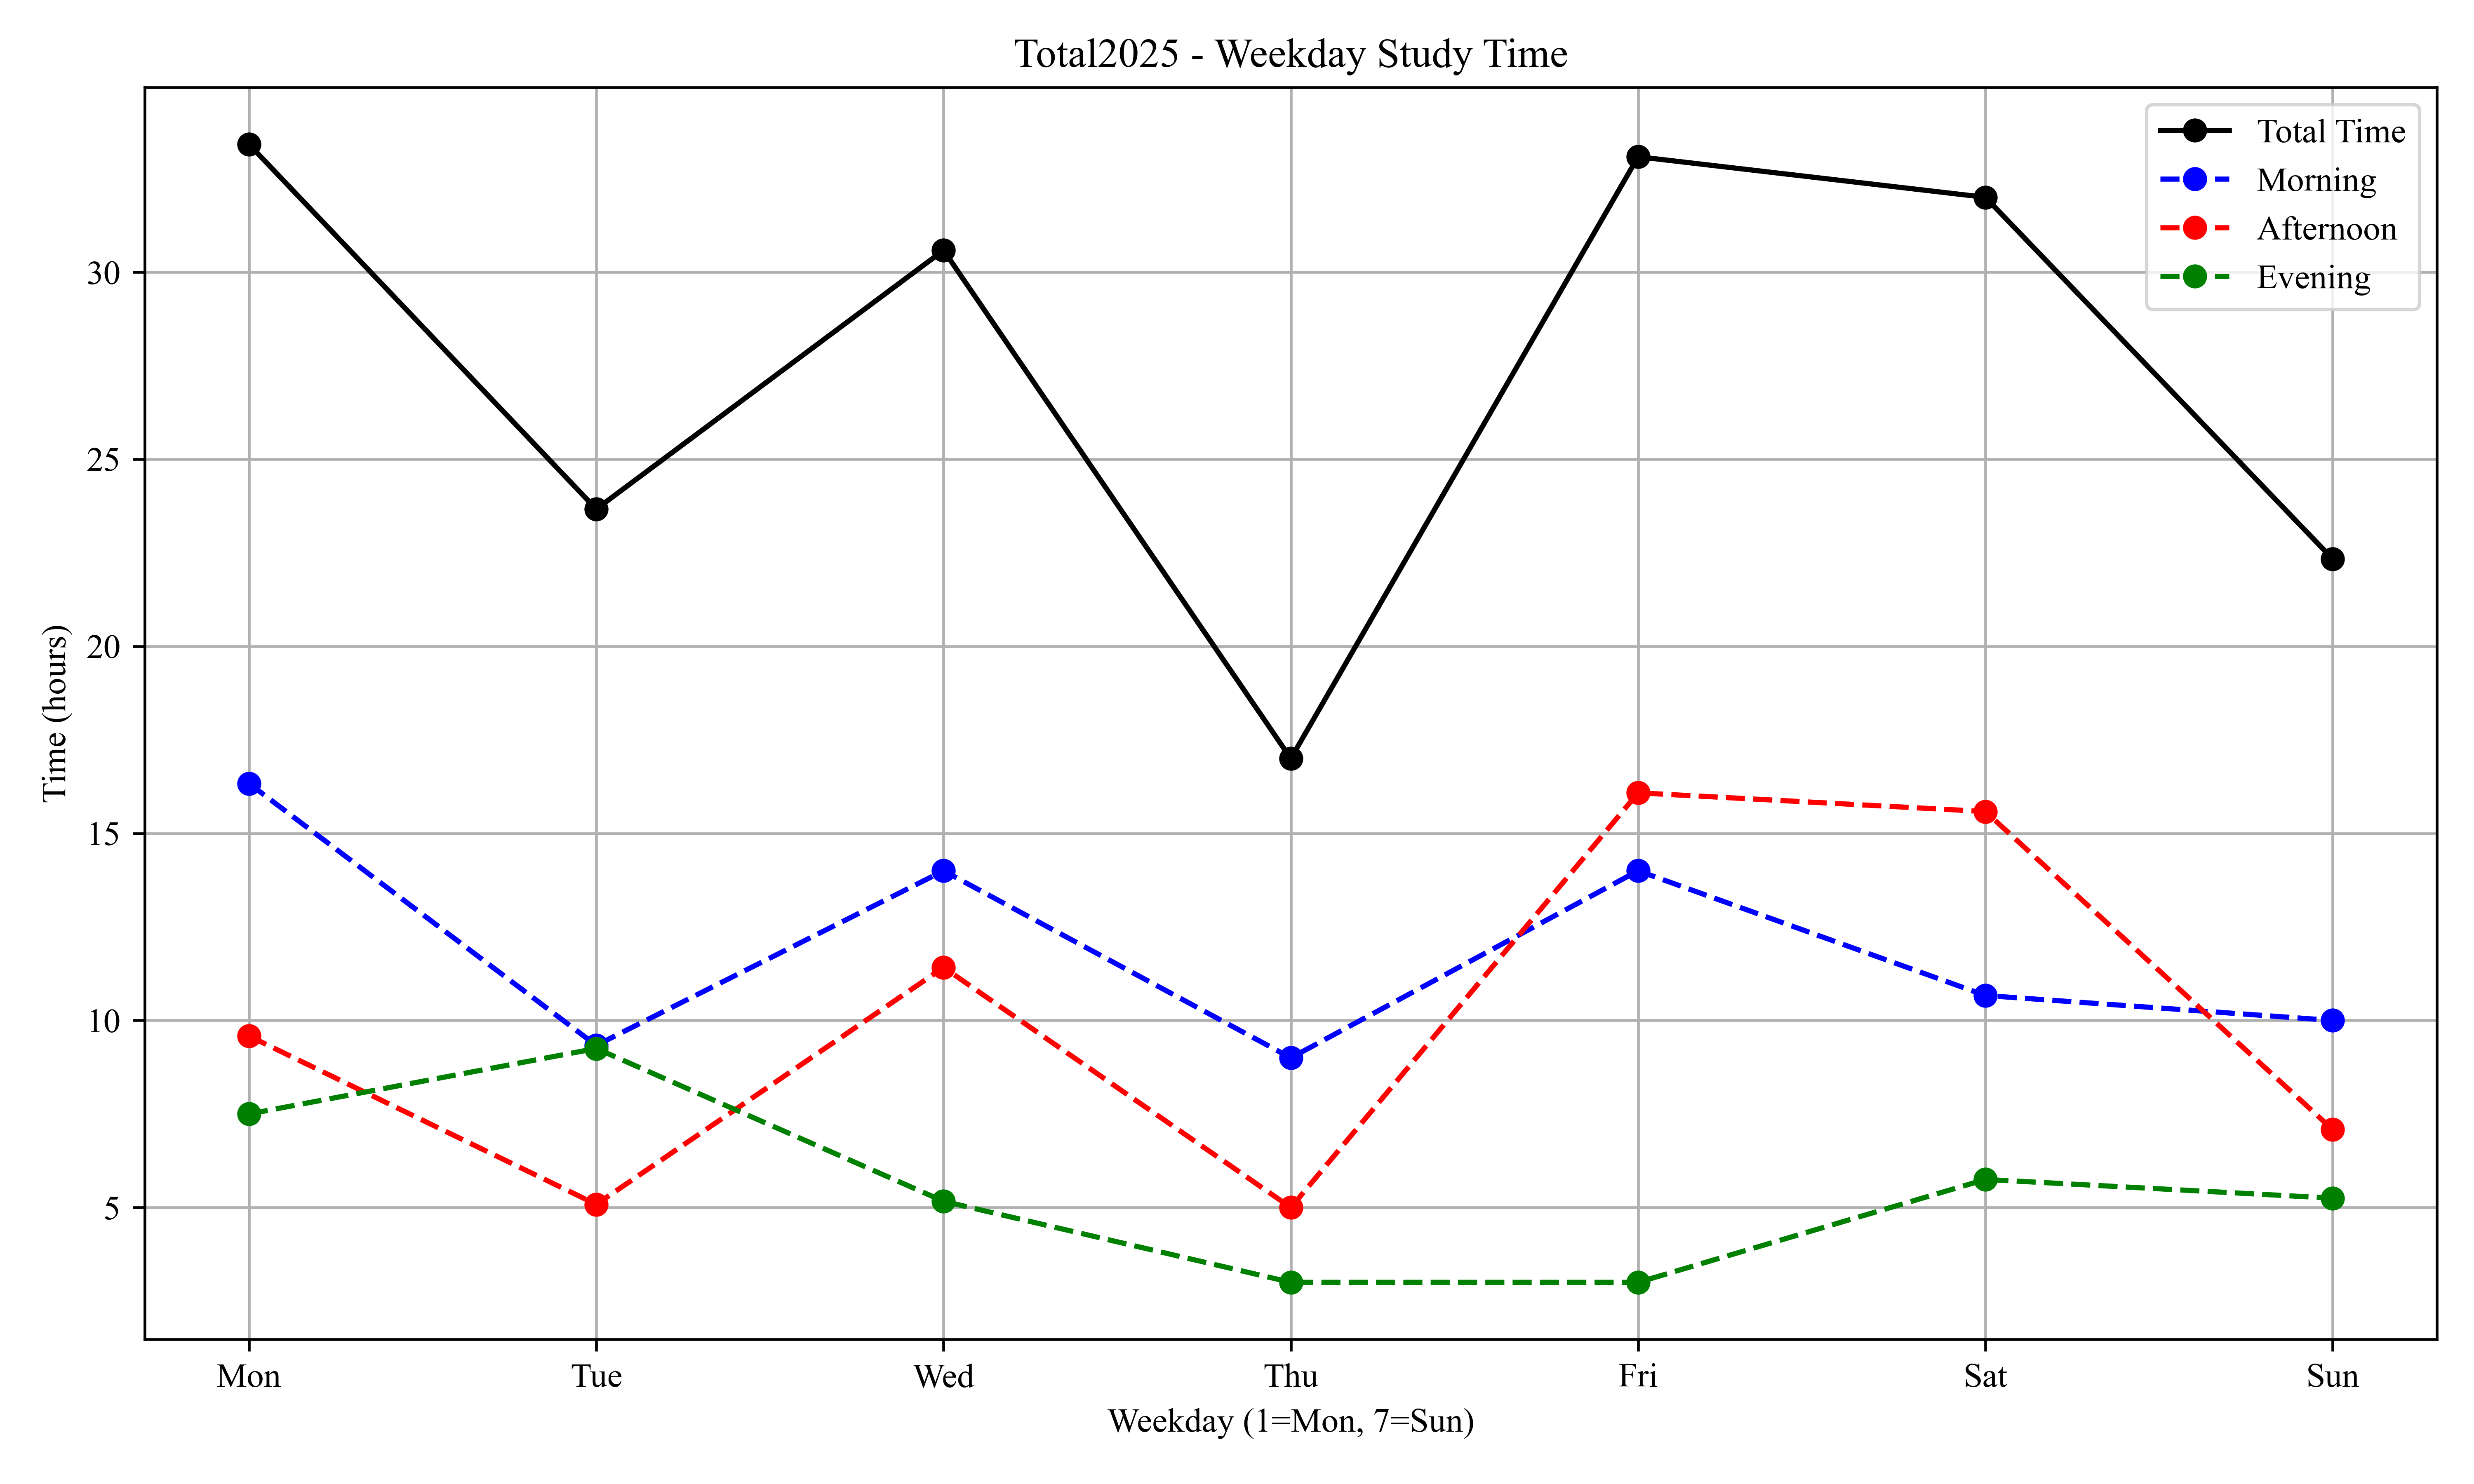 Total2025 - Weekday Study Time
Total Time
Morning
Afternoon
Evening
Time (hours)
30
25
20
15
10
5
Mon Tue Wed Thu Fri Sat Sun
Weekday (1=Mon, 7=Sun)